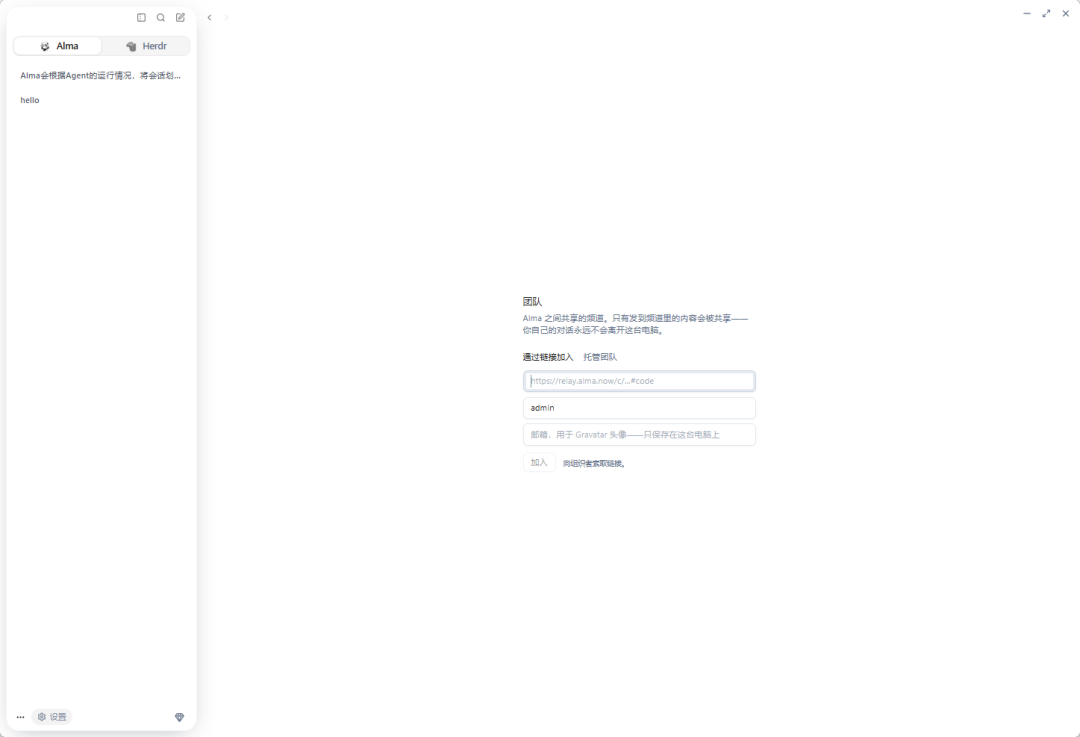 Alma
Herdr
Alma会根据Agent的运行情况，将会话划...
hello
团队
Alma 之间共享的频道。只有发到频道里的内容会被共享——
你自己的对话永远不会离开这台电脑。
通过链接加入 托管团队
https://relay.alma.now/c/...#code
admin
邮箱，用于 Gravatar 头像——只保存在这台电脑上
加入 向组织者索取链接。
设置